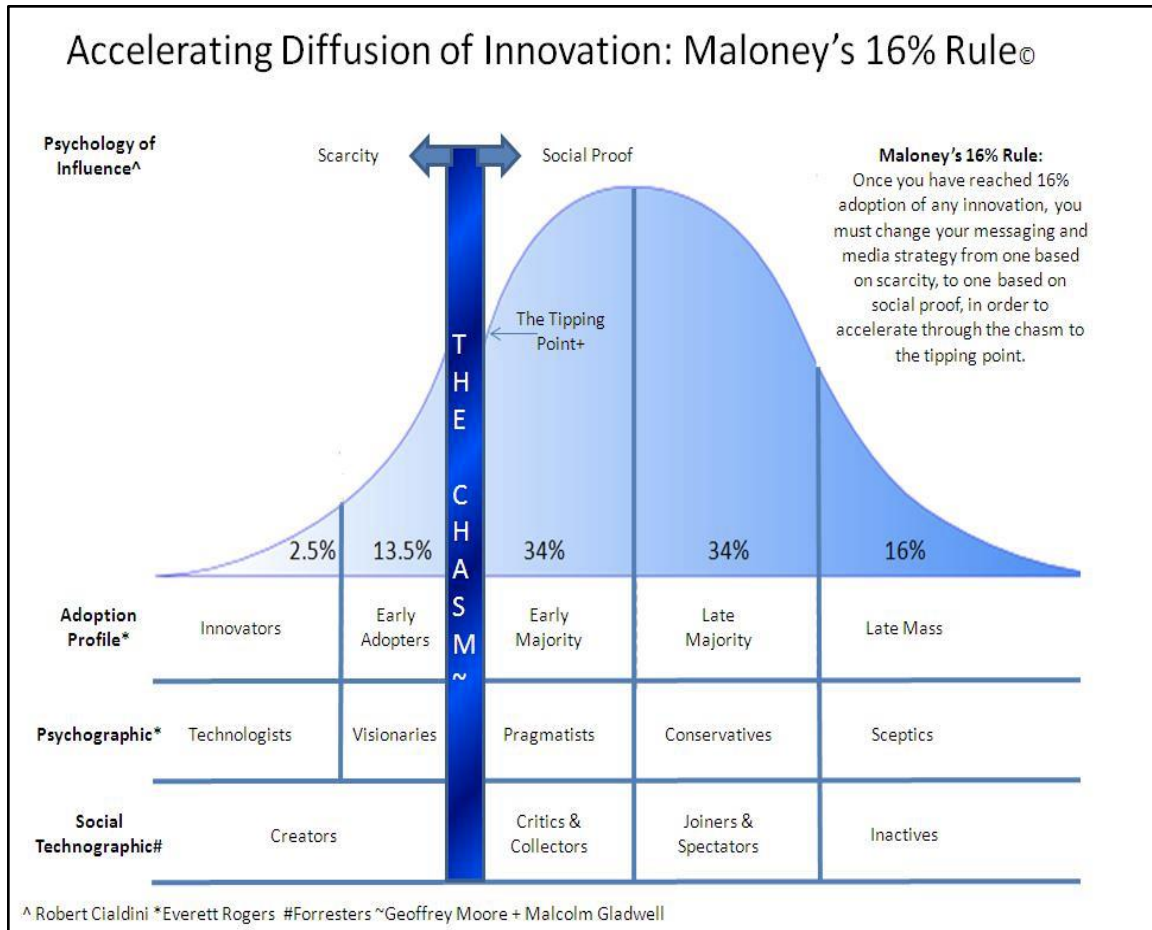 Accelerating Diffusion of Innovation: Maloney's 16% Rule©
Psychology of
Influence^
Scarcity
Social Proof
Maloney's 16% Rule:
Once you have reached 16%
adoption of any innovation, you
must change your messaging and
media strategy from one based
on scarcity, to one based on
social proof, in order to
accelerate through the chasm to
the tipping point.
The Tipping
Point+
THE CHASM~
2.5%
13.5%
34%
34%
16%
Adoption
Profile*
Innovators
Early
Adopters
Early
Majority
Late
Majority
Late Mass
Psychographic*
Technologists
Visionaries
Pragmatists
Conservatives
Sceptics
Social
Technographic#
Creators
Critics &
Collectors
Joiners &
Spectators
Inactives
^ Robert Cialdini *Everett Rogers #Forresters ~Geoffrey Moore + Malcolm Gladwell